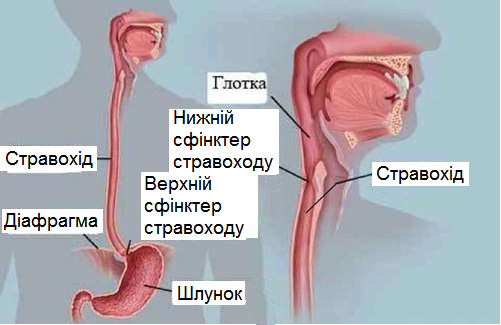 Глотка
Нижній
сфінктер
стравоходу
Стравохід
Стравохід
Верхній
сфінктер
стравоходу
Діафрагма
Шлунок